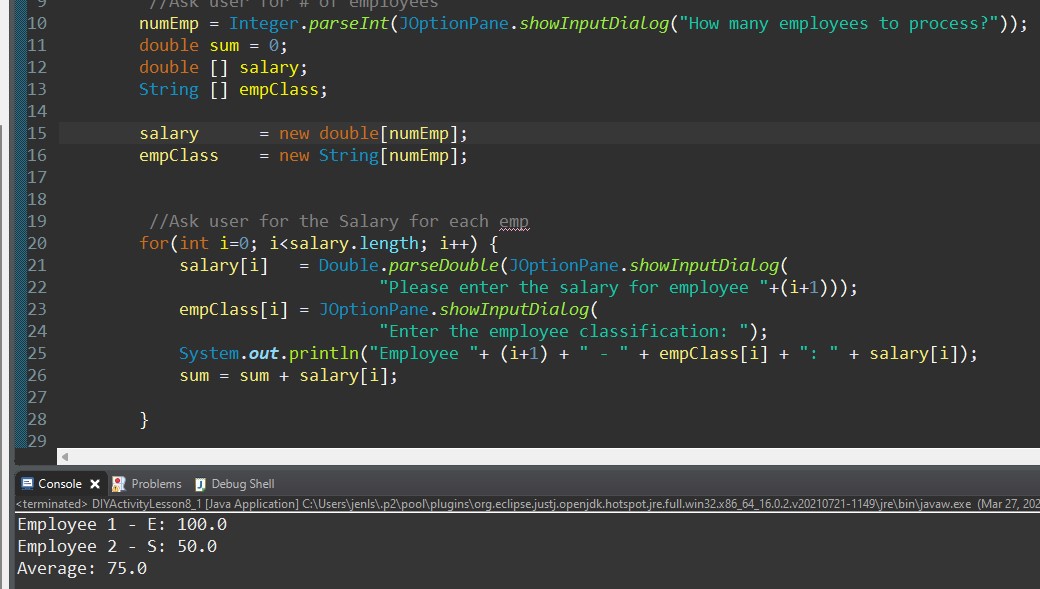 9 //Ask user for # of employees
10 numEmp = Integer.parseInt(JOptionPane.showInputDialog("How many employees to process?"));
11 double sum = 0;
12 double [] salary;
13 String [] empClass;
14
15 salary = new double[numEmp];
16 empClass = new String[numEmp];
17
18
19 //Ask user for the Salary for each emp
20 for(int i=0; i<salary.length; i++) {
21 salary[i] = Double.parseDouble(JOptionPane.showInputDialog(
22 "Please enter the salary for employee "+(i+1)));
23 empClass[i] = JOptionPane.showInputDialog(
24 "Enter the employee classification: ");
25 System.out.println("Employee "+ (i+1) + " - " + empClass[i] + ": " + salary[i]);
26 sum = sum + salary[i];
27
28 }
29
Console Problems Debug Shell
<terminated> DIYActivityLesson8_1 [Java Application] C:\Users\jenls\.p2\pool\plugins\org.eclipse.justj.openjdk.hotspot.jre.full.win32.x86_64_16.0.2.v20210721-1149\jre\bin\javaw.exe (Mar 27, 202
Employee 1 - E: 100.0
Employee 2 - S: 50.0
Average: 75.0